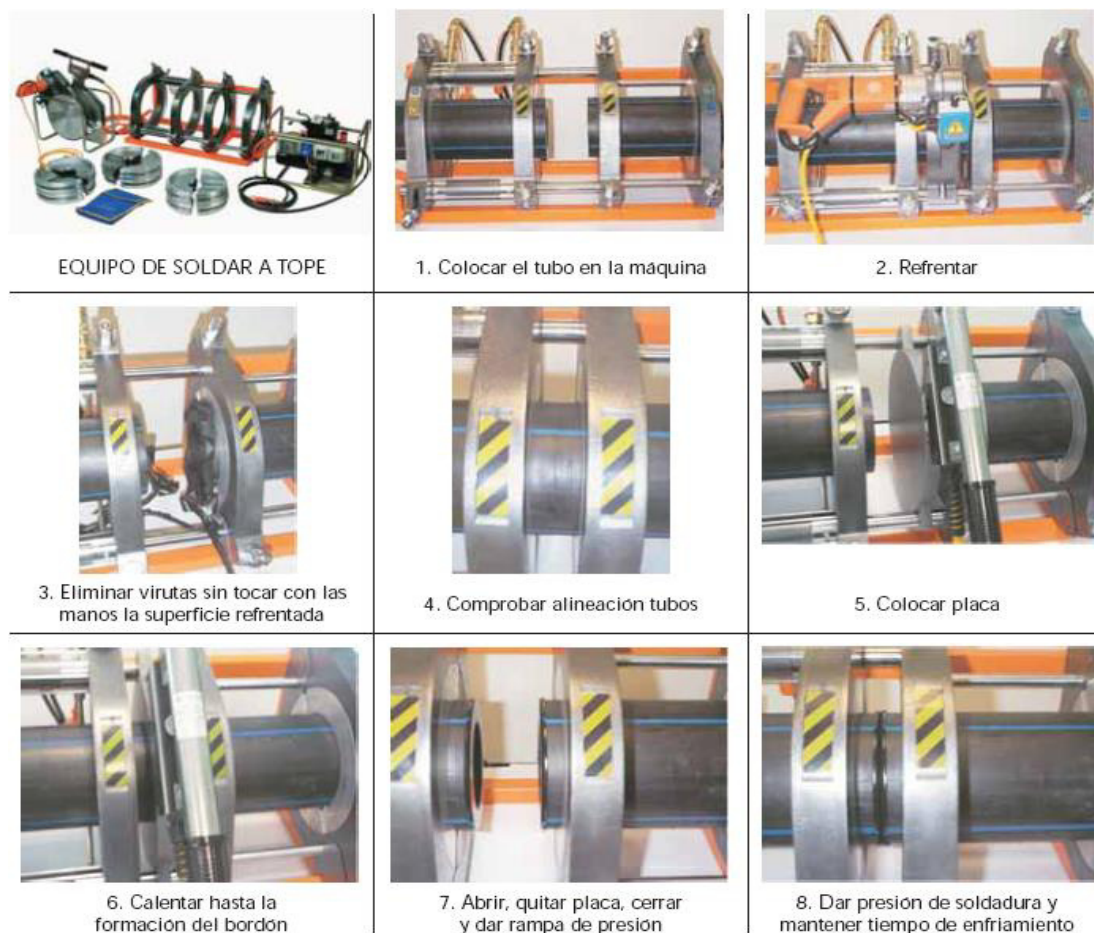 EQUIPO DE SOLDAR A TOPE
1. Colocar el tubo en la máquina
2. Refrentar
3. Eliminar virutas sin tocar con las
manos la superficie refrentada
4. Comprobar alineación tubos
5. Colocar placa
6. Calentar hasta la
formación del bordón
7. Abrir, quitar placa, cerrar
y dar rampa de presión
8. Dar presión de soldadura y
mantener tiempo de enfriamiento